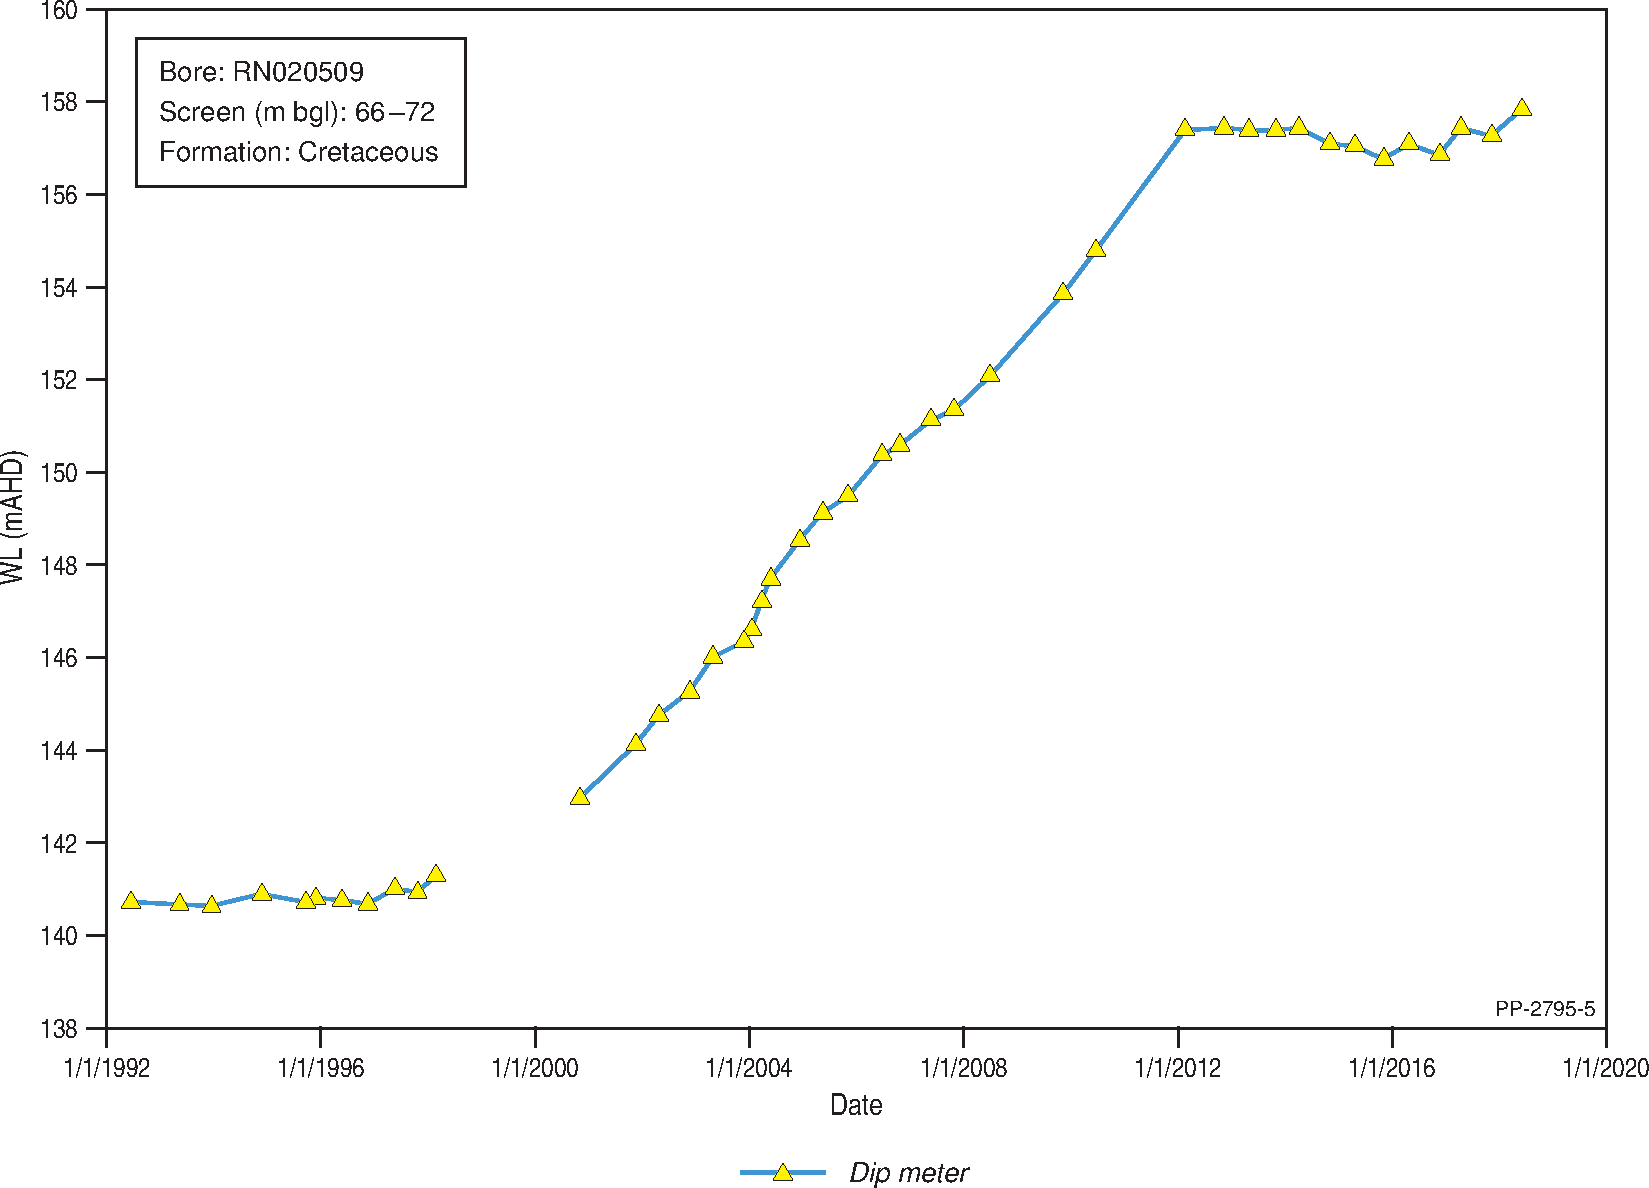 160
Bore: RN020509
Screen (m bgl): 66–72
Formation: Cretaceous
158
156
154
152
150
WL (mAHD)
148
146
144
142
140
138
PP-2795-5
1/1/1992 1/1/1996 1/1/2000 1/1/2004 1/1/2008 1/1/2012 1/1/2016 1/1/2020
Date
Dip meter